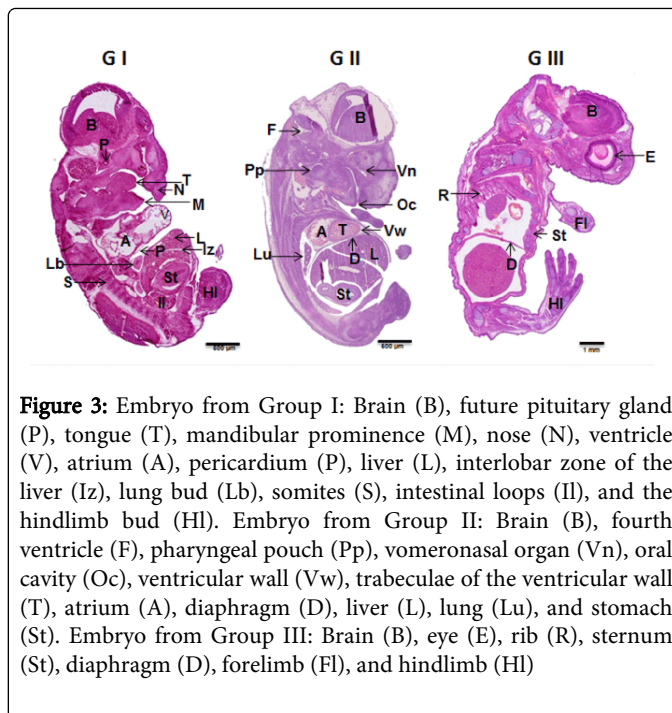 G I
G II
G III
B
P
T
N
M
V
A
L
P
Iz
Lb
St
S
Il
Hl
600 µm
F
B
Pp
Vn
Oc
A
T
Vw
Lu
D
L
St
600 µm
B
E
R
Fl
St
D
Hl
1 mm
Figure 3: Embryo from Group I: Brain (B), future pituitary gland
(P), tongue (T), mandibular prominence (M), nose (N), ventricle
(V), atrium (A), pericardium (P), liver (L), interlobar zone of the
liver (Iz), lung bud (Lb), somites (S), intestinal loops (Il), and the
hindlimb bud (Hl). Embryo from Group II: Brain (B), fourth
ventricle (F), pharyngeal pouch (Pp), vomeronasal organ (Vn), oral
cavity (Oc), ventricular wall (Vw), trabeculae of the ventricular wall
(T), atrium (A), diaphragm (D), liver (L), lung (Lu), and stomach
(St). Embryo from Group III: Brain (B), eye (E), rib (R), sternum
(St), diaphragm (D), forelimb (Fl), and hindlimb (Hl)